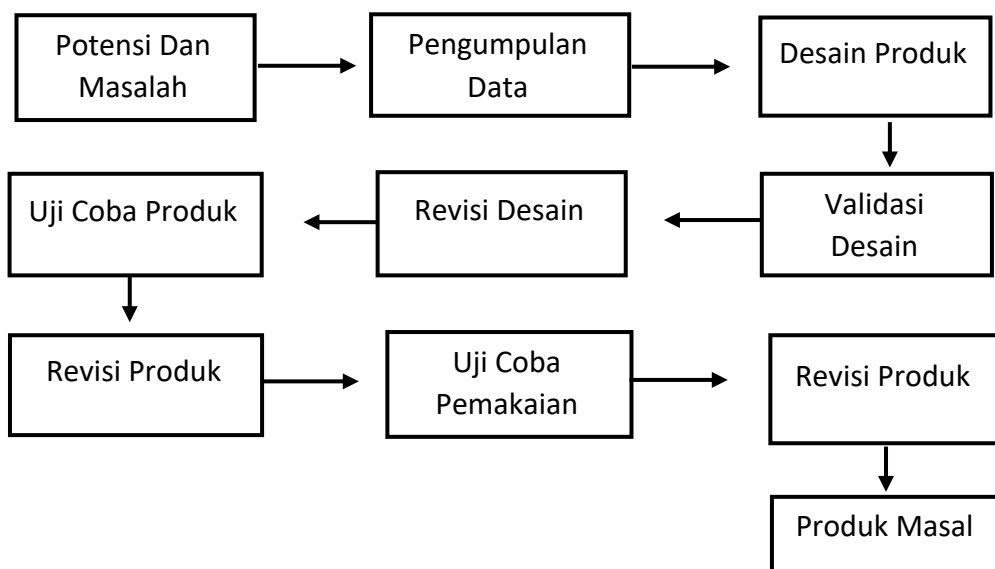 Potensi Dan
Masalah
Pengumpulan
Data
Desain Produk
Validasi
Desain
Revisi Desain
Uji Coba Produk
Revisi Produk
Uji Coba
Pemakaian
Revisi Produk
Produk Masal